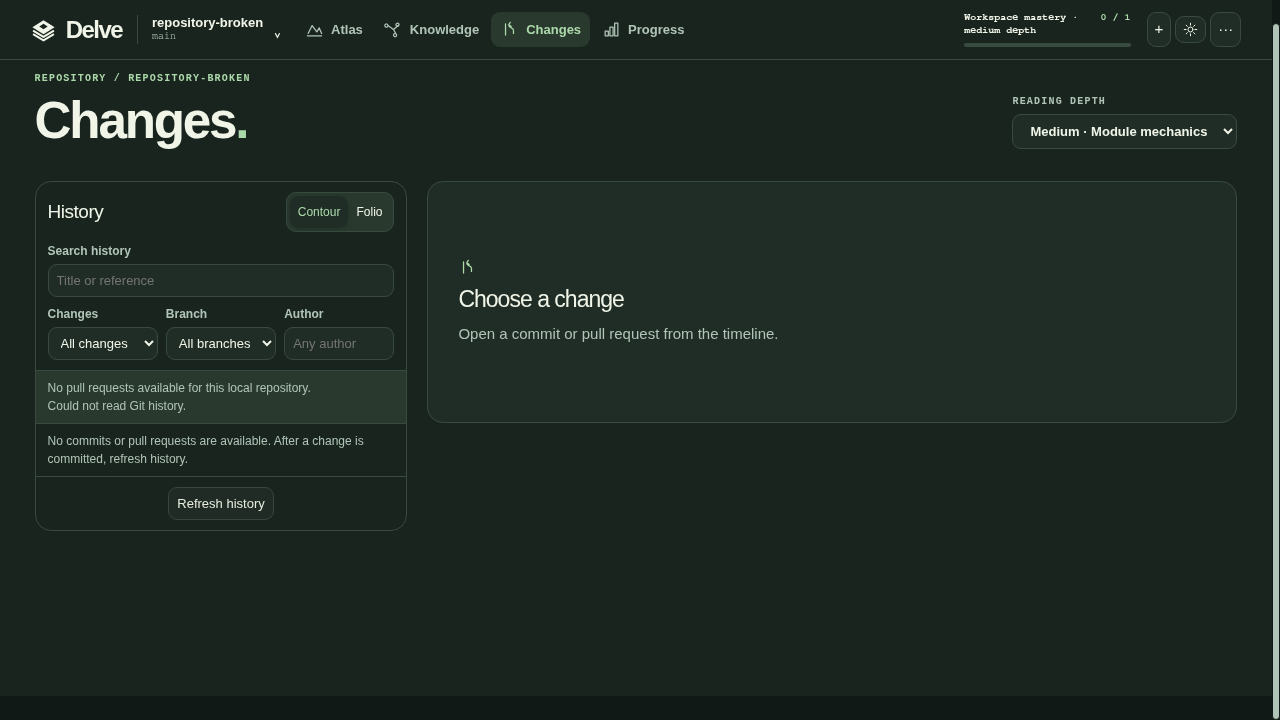 Delve
repository-broken
main
Atlas
Knowledge
Changes
Progress
Workspace mastery · 0 / 1
medium depth
+
...
REPOSITORY / REPOSITORY-BROKEN
Changes.
READING DEPTH
Medium · Module mechanics
History
Contour
Folio
Search history
Title or reference
Changes
Branch
Author
All changes
All branches
Any author
No pull requests available for this local repository.
Could not read Git history.
No commits or pull requests are available. After a change is
committed, refresh history.
Refresh history
Choose a change
Open a commit or pull request from the timeline.